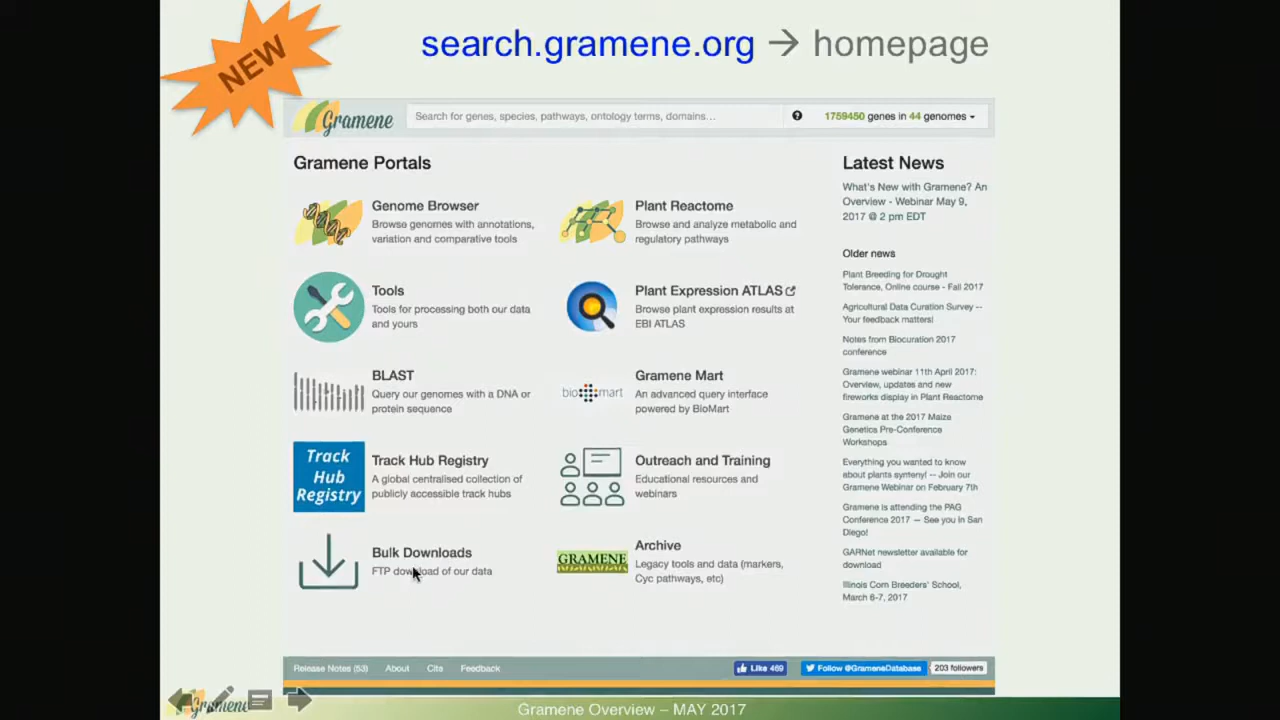 NEW
search.gramene.org → homepage
Gramene
Search for genes, species, pathways, ontology terms, domains...
1759450 genes in 44 genomes
Gramene Portals
Genome Browser
Browse genomes with annotations,
variation and comparative tools
Plant Reactome
Browse and analyze metabolic and
regulatory pathways
Tools
Tools for processing both our data
and yours
Plant Expression ATLAS
Browse plant expression results at
EBI ATLAS
BLAST
Query our genomes with a DNA or
protein sequence
bio mart
Gramene Mart
An advanced query interface
powered by BioMart
Track
Hub
Registry
Track Hub Registry
A global centralised collection of
publicly accessible track hubs
Outreach and Training
Educational resources and
webinars
Bulk Downloads
FTP download of our data
GRAMENE
Archive
Legacy tools and data (markers,
Cyc pathways, etc)
Latest News
What's New with Gramene? An
Overview - Webinar May 9,
2017 @ 2 pm EDT
Older news
Plant Breeding for Drought
Tolerance, Online course - Fall 2017
Agricultural Data Curation Survey --
Your feedback matters!
Notes from Biocuration 2017
conference
Gramene webinar 11th April 2017:
Overview, updates and new
fireworks display in Plant Reactome
Gramene at the 2017 Maize
Genetics Pre-Conference
Workshops
Everything you wanted to know
about plants synteny! -- Join our
Gramene Webinar on February 7th
Gramene is attending the PAG
Conference 2017 — See you in San
Diego!
GARNet newsletter available for
download
Illinois Corn Breeders' School,
March 6-7, 2017
Release Notes (53) About Cite Feedback
Like 469
Follow @GrameneDatabase
203 followers
Gramene
Gramene Overview – MAY 2017